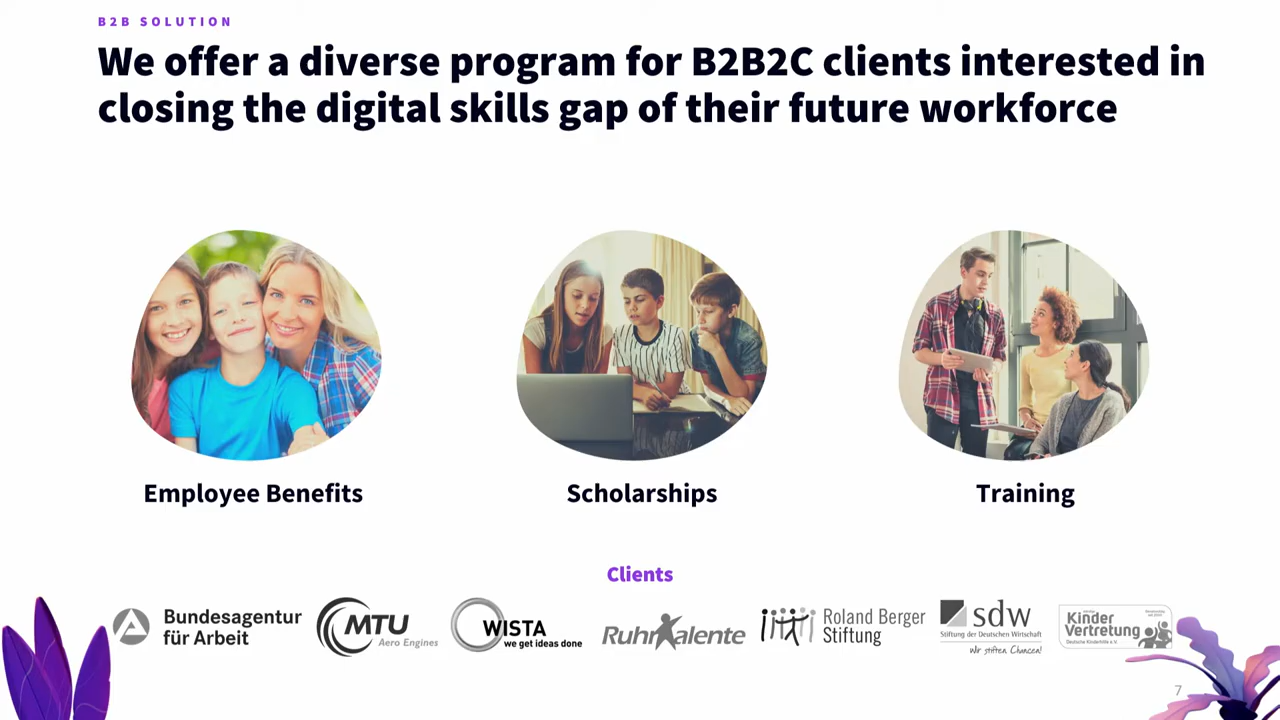 B2B SOLUTION
We offer a diverse program for B2B2C clients interested in
closing the digital skills gap of their future workforce
Employee Benefits
Scholarships
Training
Clients
Bundesagentur
für Arbeit
MTU
Aero Engines
WISTA
we get ideas done
RuhrTalente
Roland Berger
Stiftung
sdw
Stiftung der Deutschen Wirtschaft
Wir stiften Chancen!
Kinder
Vertretung
Deutsche Kinderhilfe e.V.
7